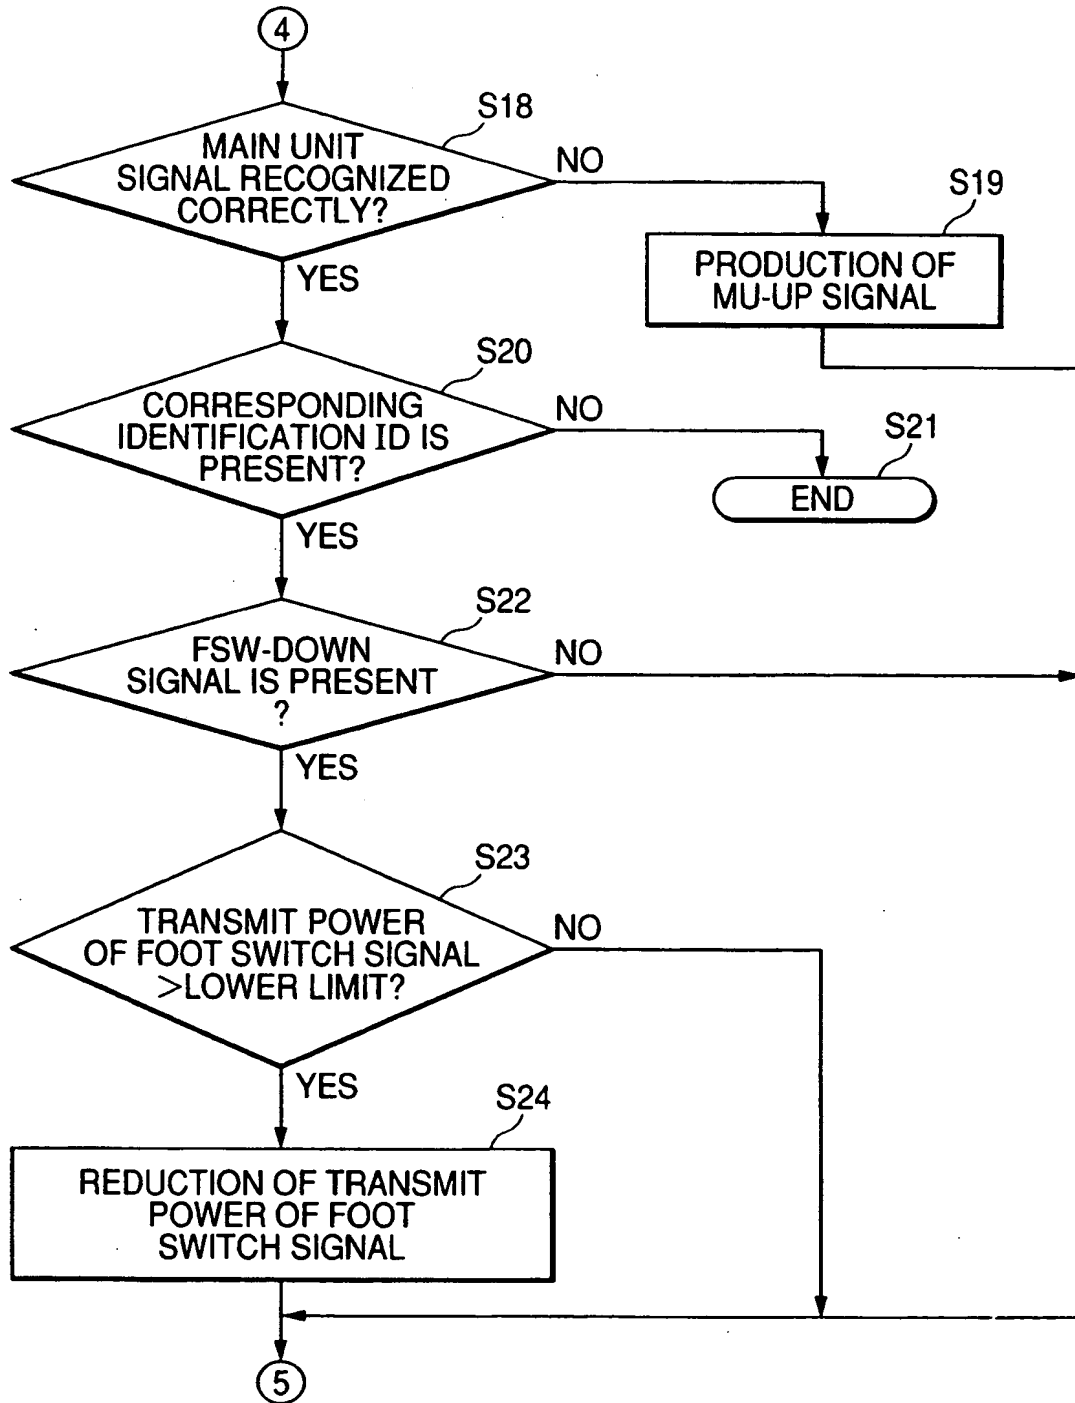 4
S18
MAIN UNIT
SIGNAL RECOGNIZED
CORRECTLY?
NO
YES
S19
PRODUCTION OF
MU-UP SIGNAL
S20
CORRESPONDING
IDENTIFICATION ID IS
PRESENT?
NO
YES
S21
END
S22
FSW-DOWN
SIGNAL IS PRESENT
?
NO
YES
S23
TRANSMIT POWER
OF FOOT SWITCH SIGNAL
>LOWER LIMIT?
NO
YES
S24
REDUCTION OF TRANSMIT
POWER OF FOOT
SWITCH SIGNAL
5